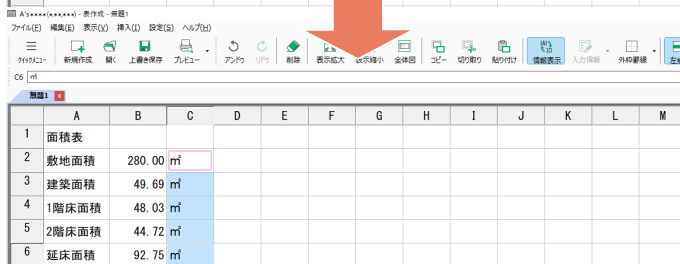 A's****(*.**.***) - 表作成 - 無題1
ファイル(F) 編集(E) 表示(V) 挿入(I) 設定(S) ヘルプ(H)
クイックメニュー 新規作成 開く 上書き保存 プレビュー アンドゥ リドゥ 削除 表示拡大 表示縮小 全体図 コピー 切り取り 貼り付け 情報表示 入力情報 外枠罫線
C6 ㎡
無題1
A B C D E F G H I J K L M
1 面積表
2 敷地面積 280.00 ㎡
3 建築面積 49.69 ㎡
4 1階床面積 48.03 ㎡
5 2階床面積 44.72 ㎡
6 延床面積 92.75 ㎡